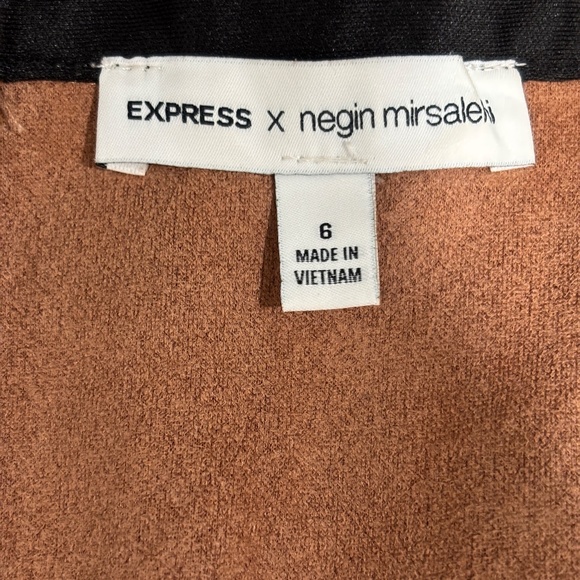 EXPRESS x negin mirsalehi
6
MADE IN
VIETNAM